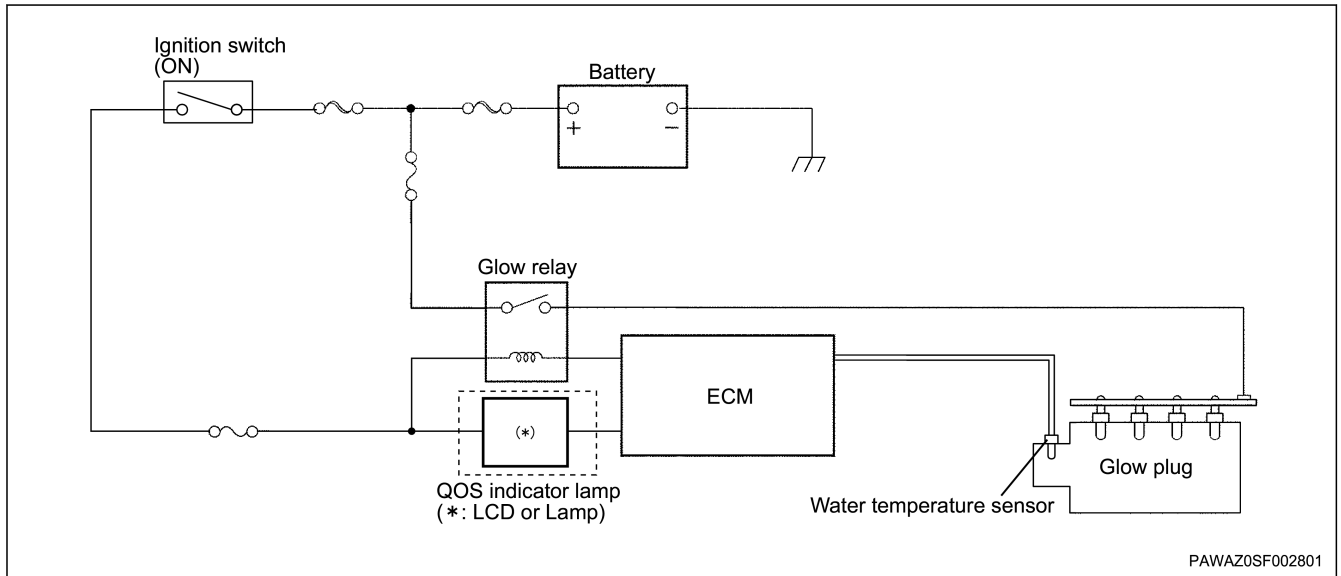 Ignition switch
(ON)
Battery
+ −
Glow relay
ECM
(*)
QOS indicator lamp
(*: LCD or Lamp)
Glow plug
Water temperature sensor
PAWAZ0SF002801